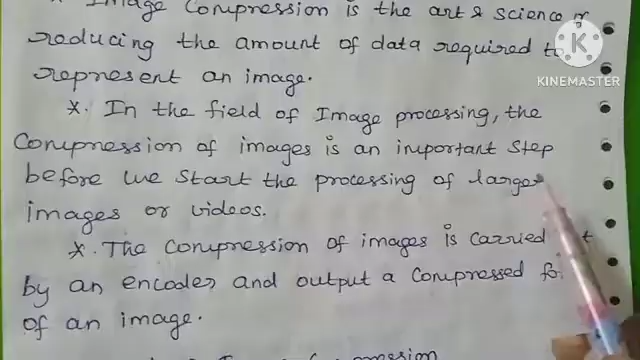 * Image Compression is the art & science of
reducing the amount of data required to
represent an image.
*. In the field of Image processing, the
Compression of images is an important step
before we start the processing of larger
images or videos.
*. The compression of images is carried
by an encoder and output a compressed
of an image.
KINEMASTER